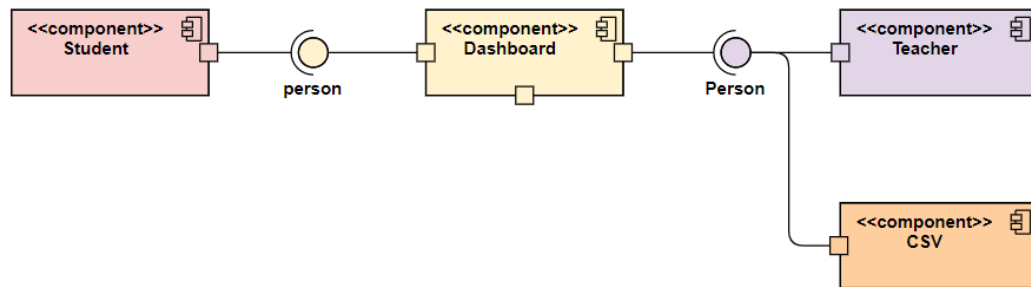 <<component>>
Student
person
<<component>>
Dashboard
Person
<<component>>
Teacher
<<component>>
CSV